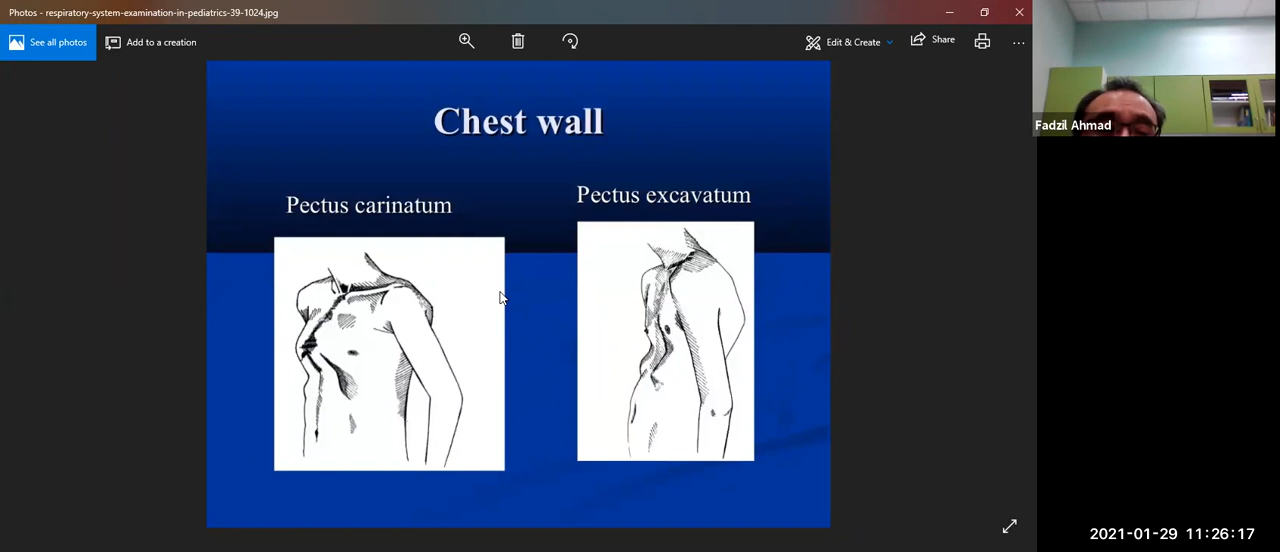 Photos - respiratory-system-examination-in-pediatrics-39-1024.jpg
See all photos
Add to a creation
Edit & Create
Share
Chest wall
Pectus carinatum
Pectus excavatum
Fadzil Ahmad
2021-01-29 11:26:17